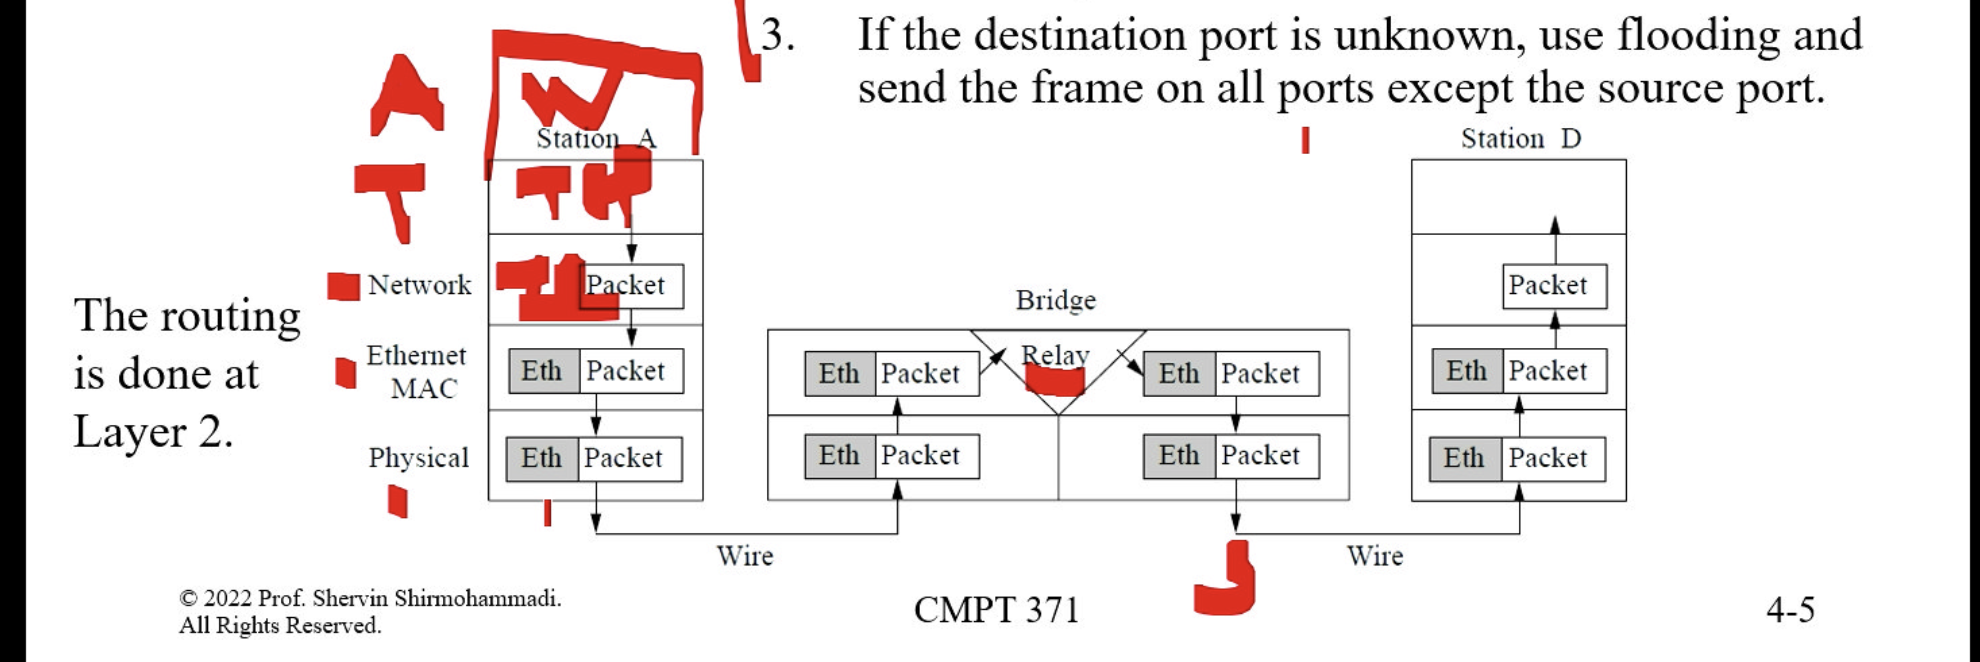 3. If the destination port is unknown, use flooding and
send the frame on all ports except the source port.
A
W
Station A
Station D
T
T
Network
Packet
Packet
The routing
is done at
Layer 2.
Bridge
Ethernet
MAC
Eth Packet
Eth Packet
Relay
Eth Packet
Eth Packet
Physical
Eth Packet
Eth Packet
Eth Packet
Eth Packet
Wire
Wire
© 2022 Prof. Shervin Shirmohammadi.
All Rights Reserved.
CMPT 371
4-5